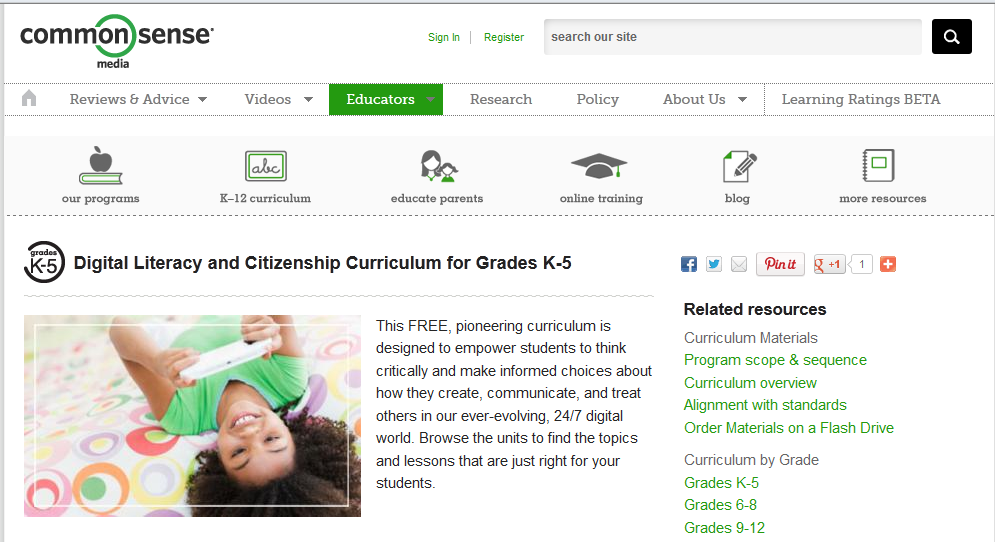 common sense
media
Sign In
Register
search our site
Reviews & Advice
Videos
Educators
Research
Policy
About Us
Learning Ratings BETA
abc
our programs
K–12 curriculum
educate parents
online training
blog
more resources
grades
K-5
Digital Literacy and Citizenship Curriculum for Grades K-5
f
Pin it
g +1
1
This FREE, pioneering curriculum is
designed to empower students to think
critically and make informed choices about
how they create, communicate, and treat
others in our ever-evolving, 24/7 digital
world. Browse the units to find the topics
and lessons that are just right for your
students.
Related resources
Curriculum Materials
Program scope & sequence
Curriculum overview
Alignment with standards
Order Materials on a Flash Drive
Curriculum by Grade
Grades K-5
Grades 6-8
Grades 9-12